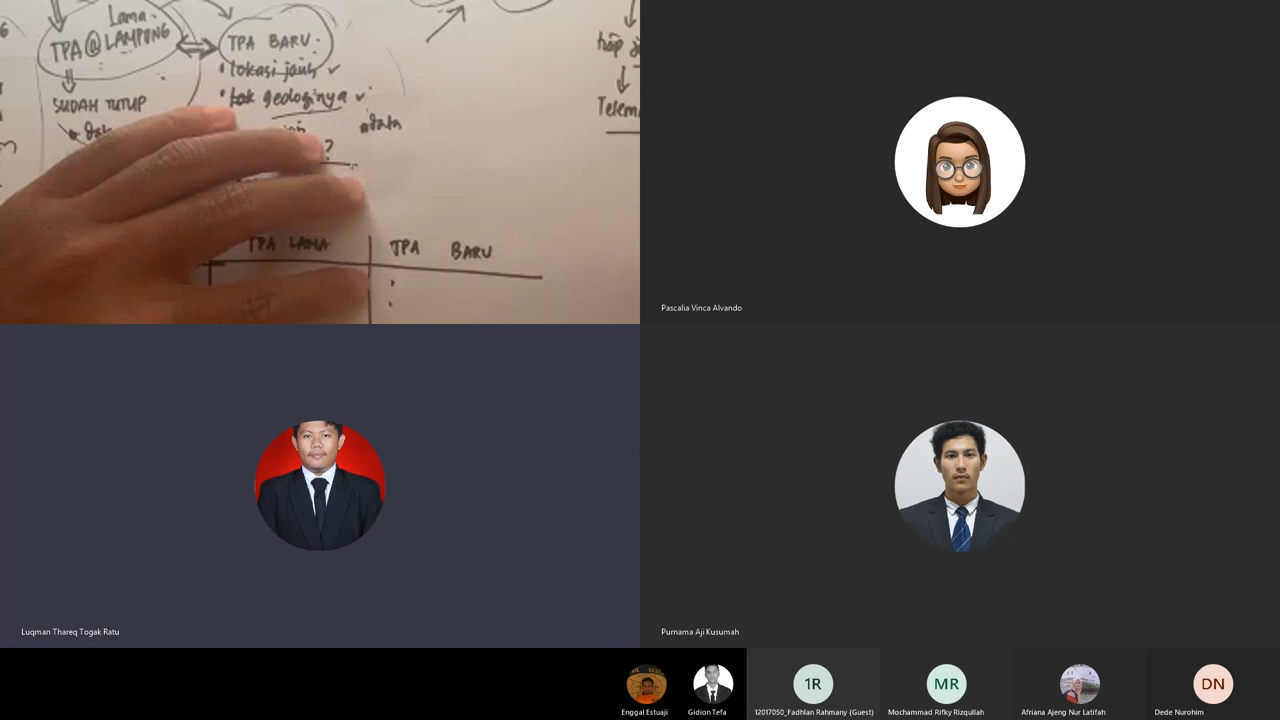 Lama
TPA@LAMPUNG
TPA BARU.
• lokasi jauh ✓
SUDAH TUTUP
geologinya ✓
data
?
TPA LAMA
TPA BARU
Telem
Pascalia Vinca Alvando
Luqman Thareq Togak Ratu
Purnama Aji Kusumah
1R
MR
DN
Enggal Estuaji
Gidion Tefa
12017050_Fadhlan Rahmany (Guest)
Mochammad Rifky Rizqullah
Afriana Ajeng Nur Latifah
Dede Nurohim